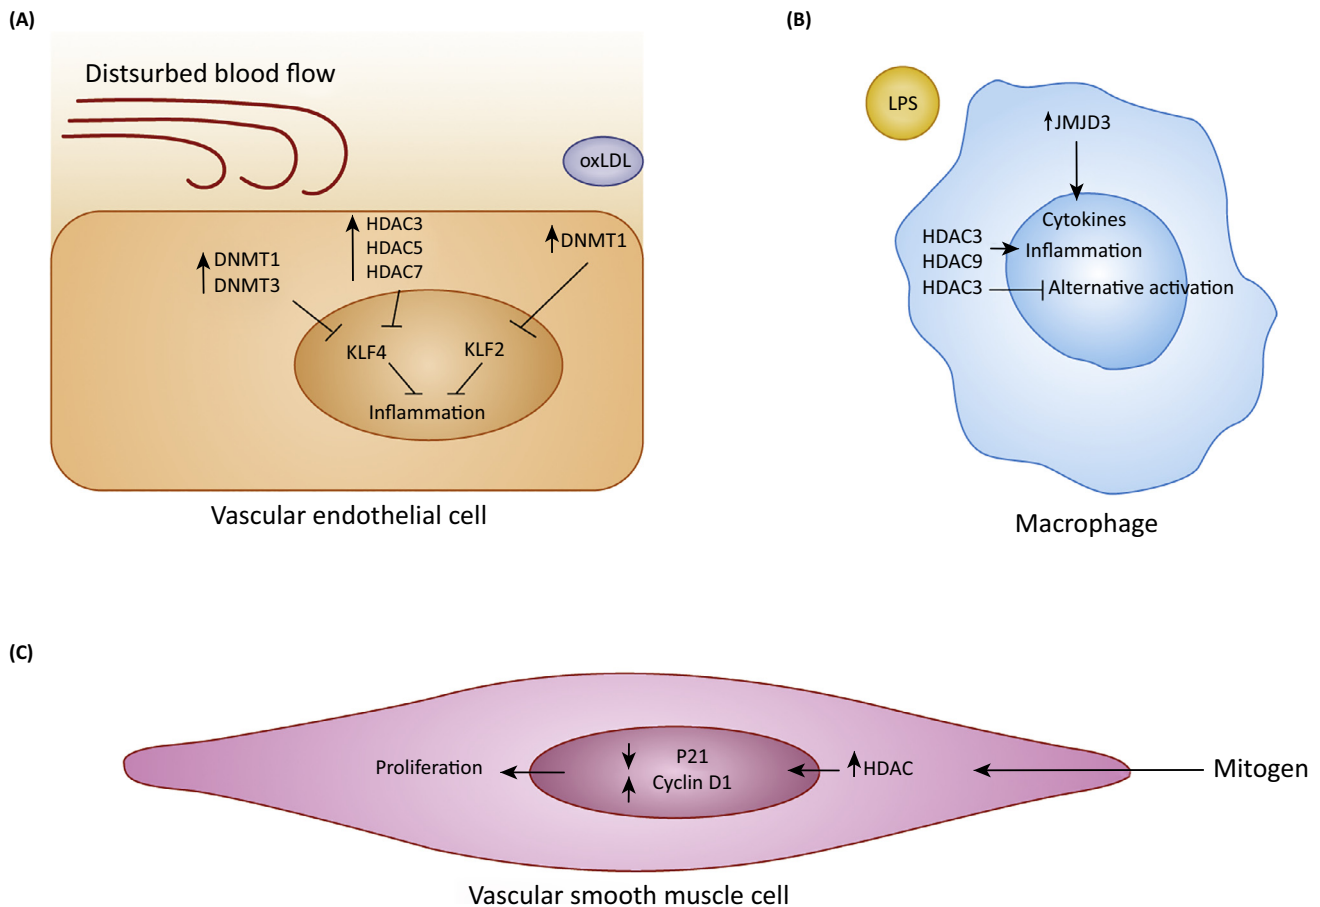 (A)
Distsurbed blood flow
oxLDL
HDAC3
HDAC5
HDAC7
DNMT1
DNMT3
DNMT1
KLF4
KLF2
Inflammation
Vascular endothelial cell
(B)
LPS
JMJD3
Cytokines
HDAC3
HDAC9
Inflammation
HDAC3
Alternative activation
Macrophage
(C)
Proliferation
P21
Cyclin D1
HDAC
Mitogen
Vascular smooth muscle cell